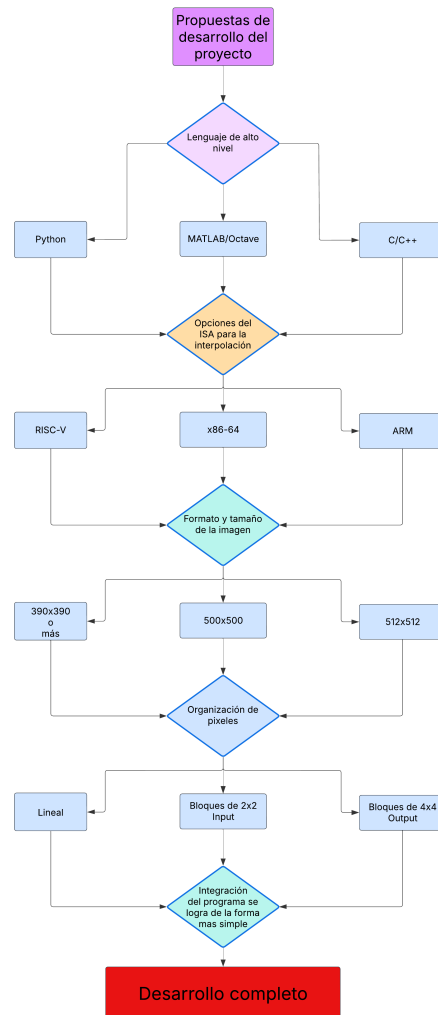 Propuestas de
desarrollo del
proyecto
Lenguaje de alto
nivel
Python
MATLAB/Octave
C/C++
Opciones del
ISA para la
interpolación
RISC-V
x86-64
ARM
Formato y tamaño
de la imagen
390x390
o
más
500x500
512x512
Organización de
pixeles
Lineal
Bloques de 2x2
Input
Bloques de 4x4
Output
Integración
del programa se
logra de la forma
mas simple
Desarrollo completo